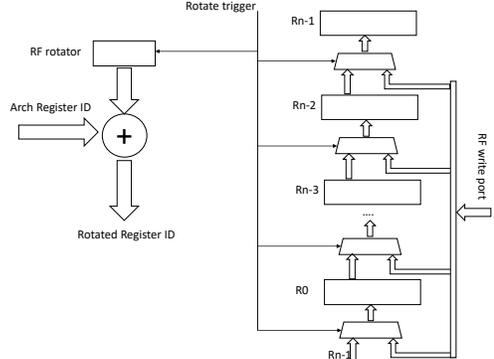 Rotate trigger
Rn-1
RF rotator
Rn-2
Arch Register ID
+
RF write port
Rn-3
....
Rotated Register ID
R0
Rn-1